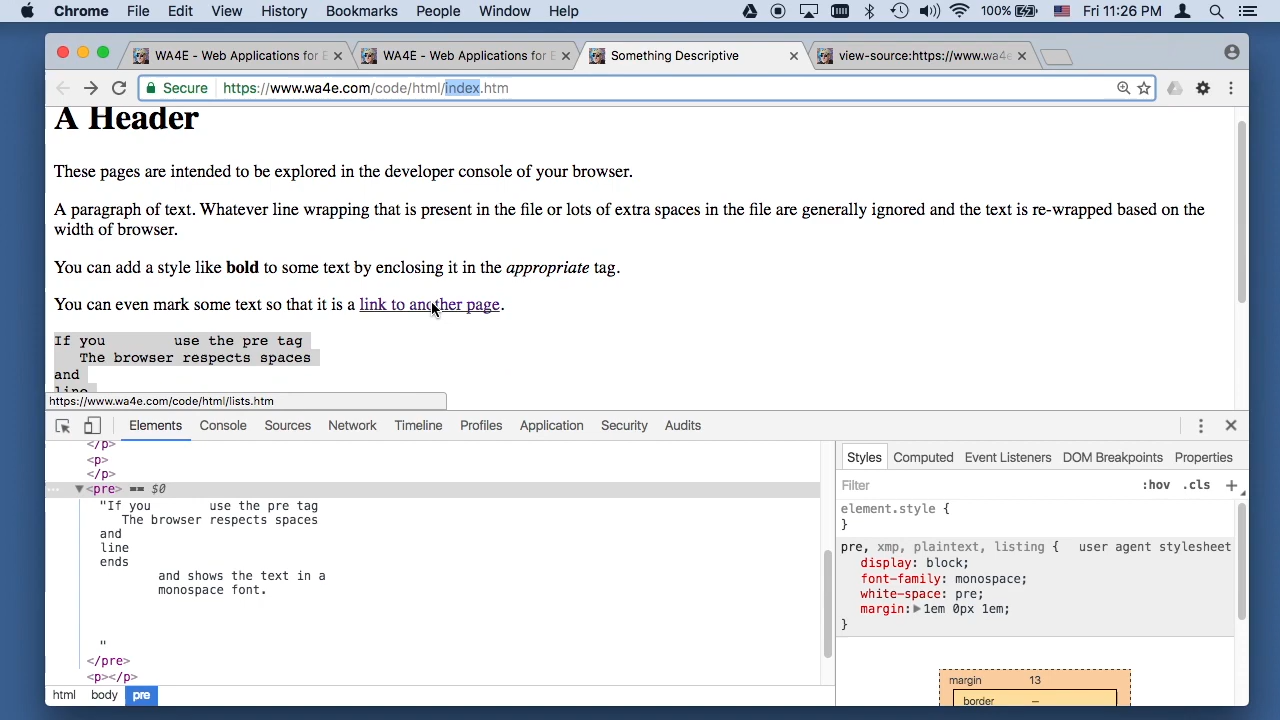 Chrome File Edit View History Bookmarks People Window Help 100% Fri 11:26 PM
WA4E - Web Applications for E WA4E - Web Applications for E Something Descriptive view-source:https://www.wa4e
Secure https://www.wa4e.com/code/html/index.htm
A Header
These pages are intended to be explored in the developer console of your browser.
A paragraph of text. Whatever line wrapping that is present in the file or lots of extra spaces in the file are generally ignored and the text is re-wrapped based on the
width of browser.
You can add a style like bold to some text by enclosing it in the appropriate tag.
You can even mark some text so that it is a link to another page.
If you        use the pre tag
   The browser respects spaces
and
line
https://www.wa4e.com/code/html/lists.htm
Elements Console Sources Network Timeline Profiles Application Security Audits
</p>
<p>
</p>
<pre> == $0
"If you        use the pre tag
   The browser respects spaces
and
line
ends
        and shows the text in a
        monospace font.
"
</pre>
<p></p>
html body pre
Styles Computed Event Listeners DOM Breakpoints Properties
Filter :hov .cls +
element.style {
}
pre, xmp, plaintext, listing { user agent stylesheet
display: block;
font-family: monospace;
white-space: pre;
margin: 1em 0px 1em;
}
margin 13
border –